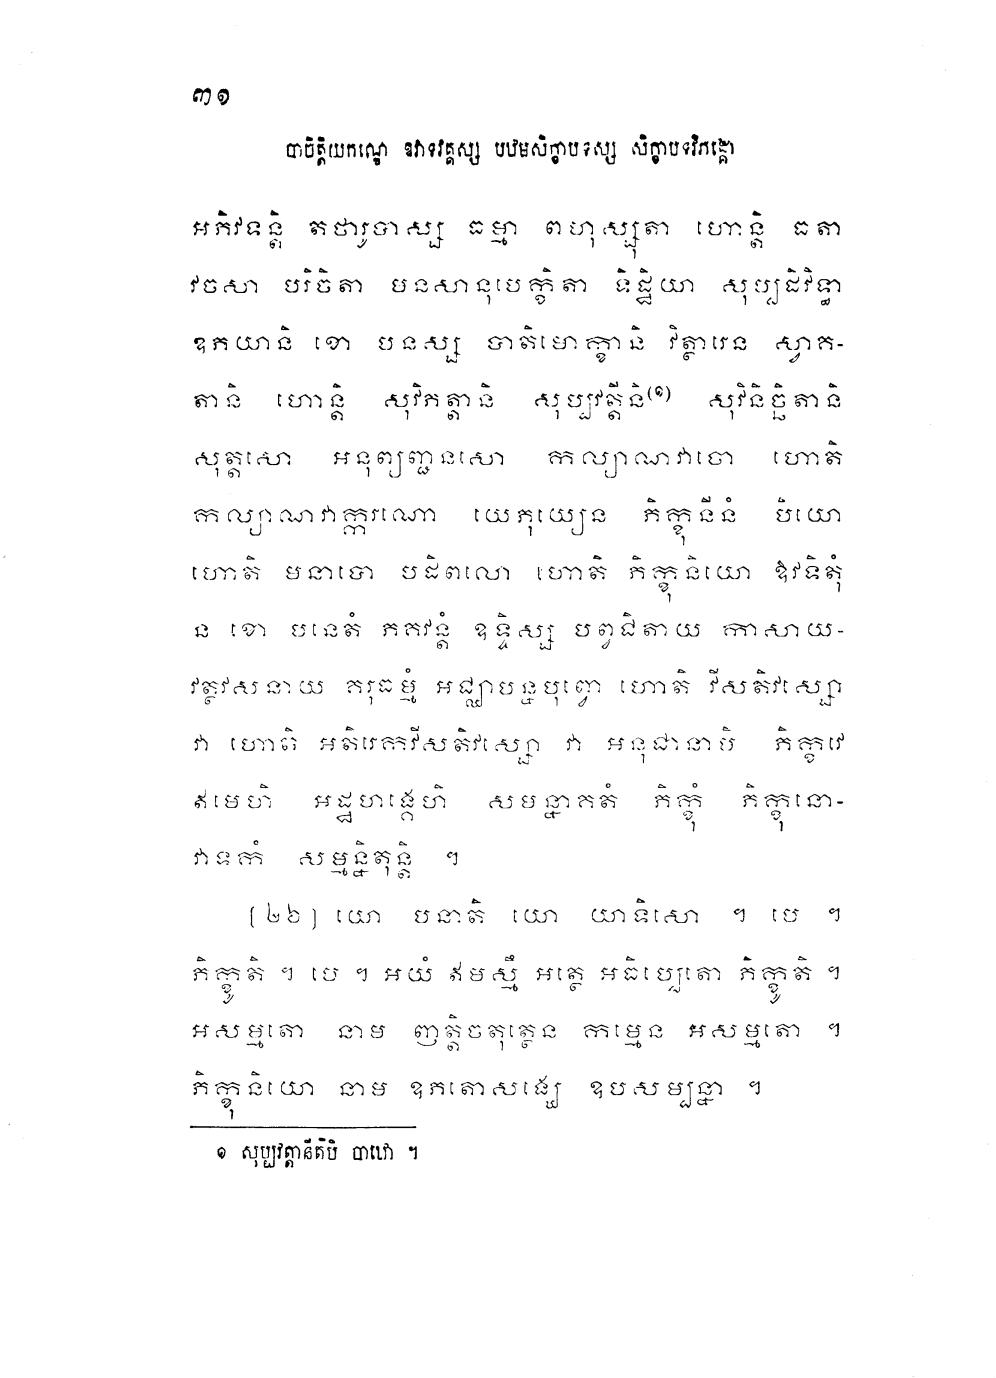 ៣១
បាចិត្តិយកណ្ឌេ ឱវាទវគ្គស្ស បឋមសិក្ខាបទស្ស សិក្ខាបទវិភង្គោ
អភិវទន្តិ តថារូបាស្ស ធម្មា ពហុស្សុតា ហោន្តិ ធតា
វចសា បរិចិតា មនសានុបេក្ខិតា ទិដ្ឋិយា សុប្បដិវិទ្ធា
ឧភយានិ ខោ បនស្ស បាតិមោក្ខានិ វិត្ថារេន ស្វាគ-
តានិ ហោន្តិ សុវិភត្តានិ សុប្បវត្តីនិ(១) សុវិនិច្ឆិតានិ
សុត្តសោ អនុព្យញ្ជនសោ កល្យាណវាចោ ហោតិ
កល្យាណវាក្ករណោ យេភុយ្យេន ភិក្ខុនីនំ បិយោ
ហោតិ មនាបោ បដិពលោ ហោតិ ភិក្ខុនិយោ ឱវទិតុំ
ន ខោ បនេតំ ភគវន្តំ ឧទ្ទិស្ស បព្វជិតាយ កាសាយ-
វត្ថវសនាយ គរុធម្មំ អជ្ឈាបន្នបុព្វោ ហោតិ វីសតិវស្សោ
វា ហោតិ អតិរេកវីសតិវស្សោ វា អនុជានាមិ ភិក្ខវេ
ឥមេហិ អដ្ឋហង្គេហិ សមន្នាគតំ ភិក្ខុំ ភិក្ខុនោ-
វាទកំ សម្មន្និតុន្តិ ។
[២៦] យោ បនាតិ យោ យាទិសោ ។ បេ ។
ភិក្ខូតិ ។ បេ ។ អយំ ឥមស្មឹ អត្ថេ អធិប្បេតោ ភិក្ខូតិ ។
អសម្មតោ នាម ញត្តិចតុត្ថេន កម្មេន អសម្មតោ ។
ភិក្ខុនិយោ នាម ឧភតោសង្ឃេ ឧបសម្បន្នា ។
១ សុប្បវត្តានីតិបិ បាឋោ ។